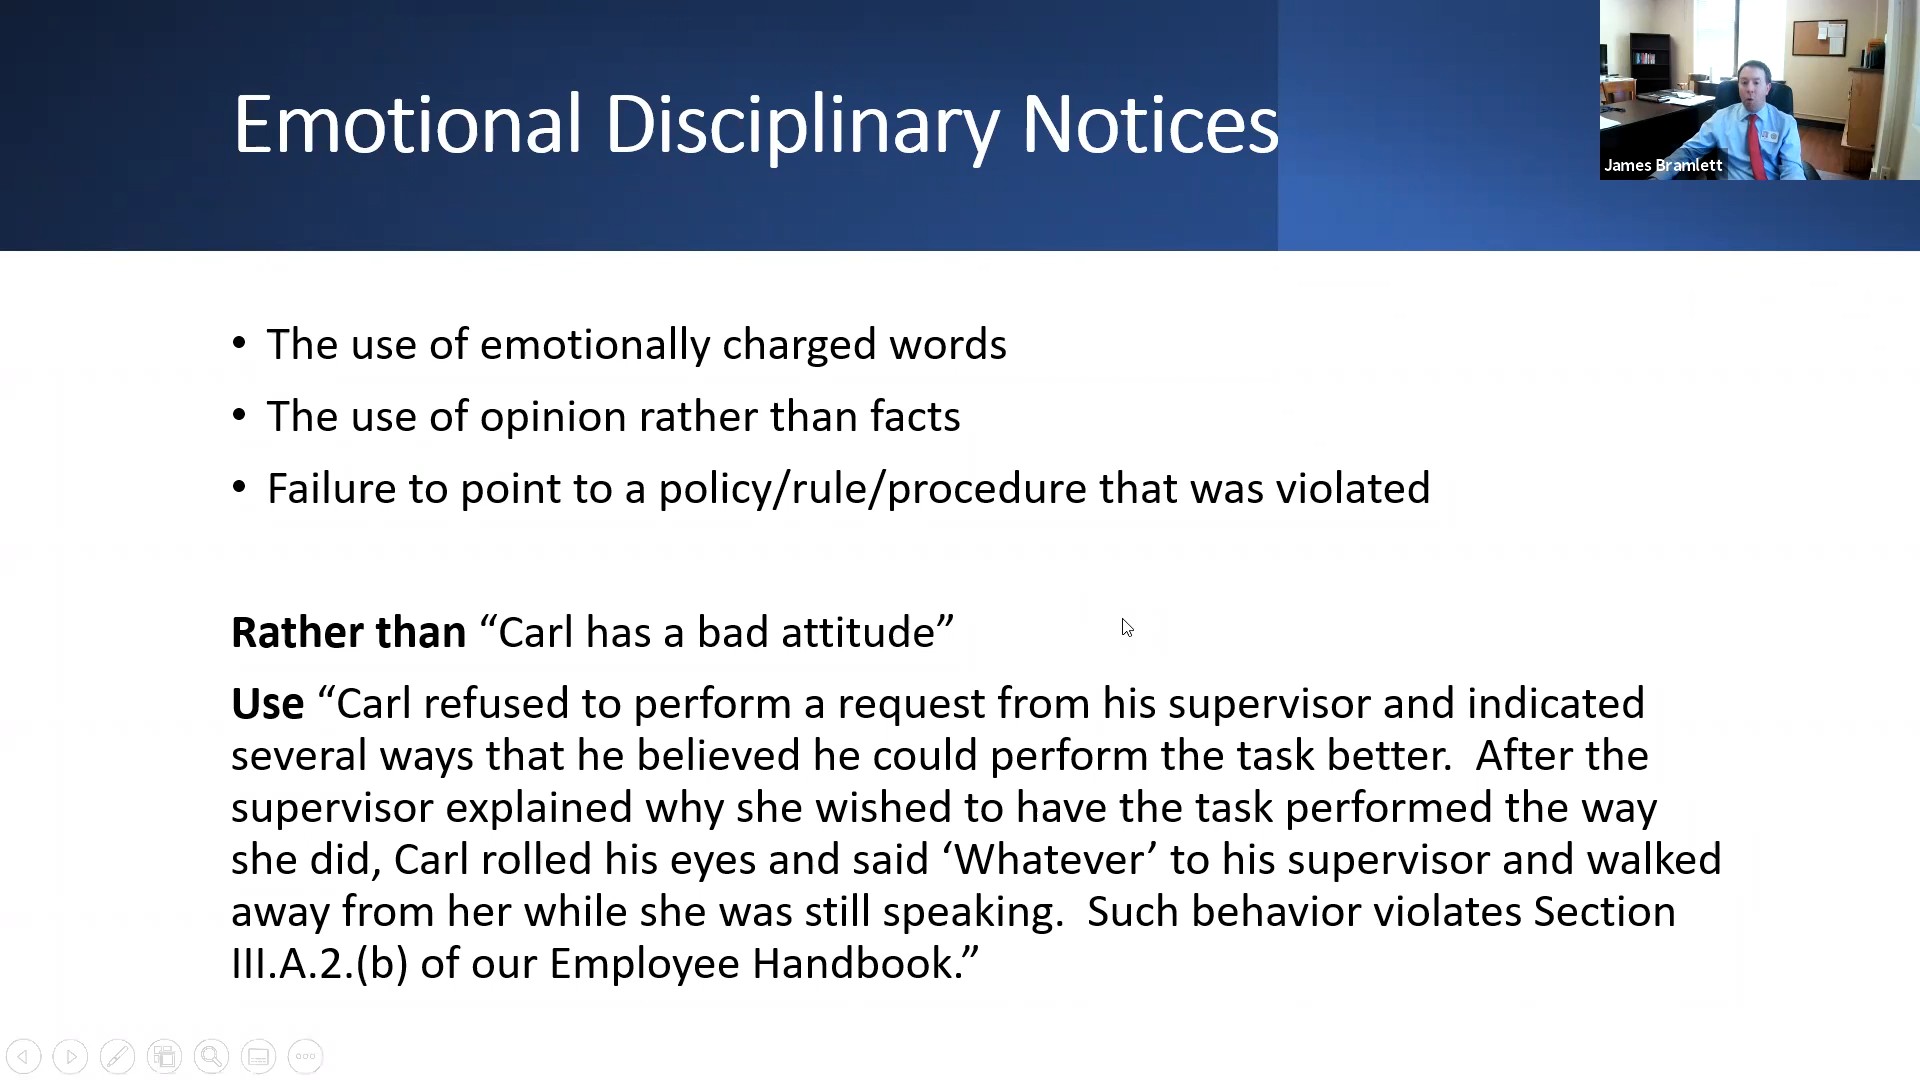 Emotional Disciplinary Notices
James Bramlett
• The use of emotionally charged words
• The use of opinion rather than facts
• Failure to point to a policy/rule/procedure that was violated
Rather than “Carl has a bad attitude”
Use “Carl refused to perform a request from his supervisor and indicated
several ways that he believed he could perform the task better.  After the
supervisor explained why she wished to have the task performed the way
she did, Carl rolled his eyes and said ‘Whatever’ to his supervisor and walked
away from her while she was still speaking.  Such behavior violates Section
III.A.2.(b) of our Employee Handbook.”